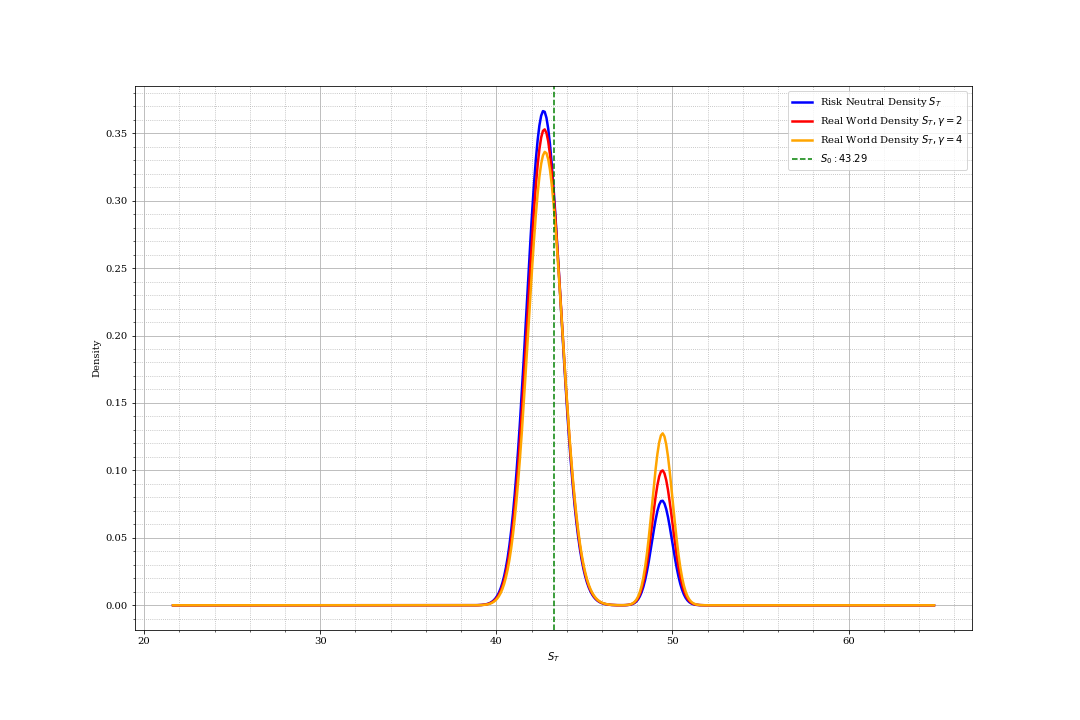 Risk Neutral Density S_T
Real World Density S_T, γ = 2
Real World Density S_T, γ = 4
S_0 : 43.29
0.35
0.30
0.25
0.20
0.15
0.10
0.05
0.00
Density
20
30
40
50
60
S_T